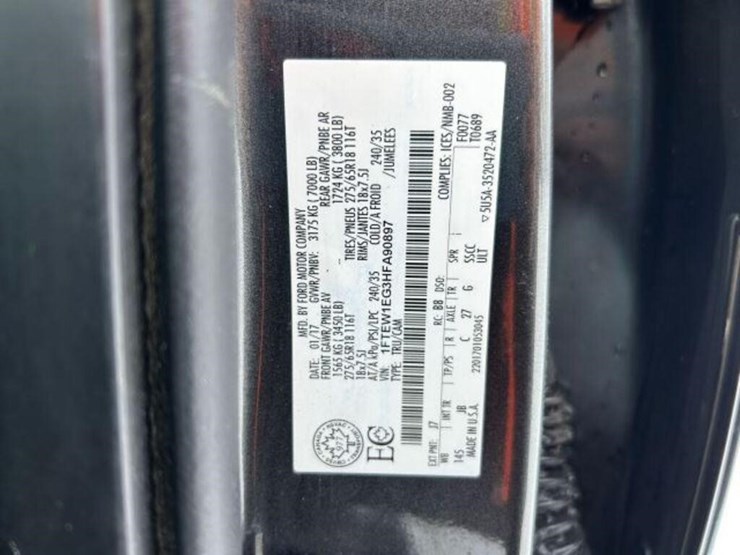 MFD. BY FORD MOTOR COMPANY
DATE: 01/17 GVWR/PNBV: 3175 KG ( 7000 LB)
FRONT GAWR/PNBE AV REAR GAWR/PNBE AR
1565 KG ( 3450 LB) 1724 KG ( 3800 LB)
275/65R18 116T TIRES/PNEUS 275/65R18 116T
18x7.5J RIMS/JANTES 18x7.5J
AT/A kPa/PSI/LPC 240/35 COLD/A FROID 240/35
VIN: 1FTEW1EG3HFA90897 /JUMELEES
TYPE: TRU/CAM
EC
COMPLIES: ICES/NMB-002
EXT PNT: J7 RC: B8 DSO: F0077
WB INT TR TP/PS R AXLE TR SPR T0689
145 JB C 27 G SSCC
MADE IN U.S.A. 2201701053045 ULT ▽5U5A-3520472-AA